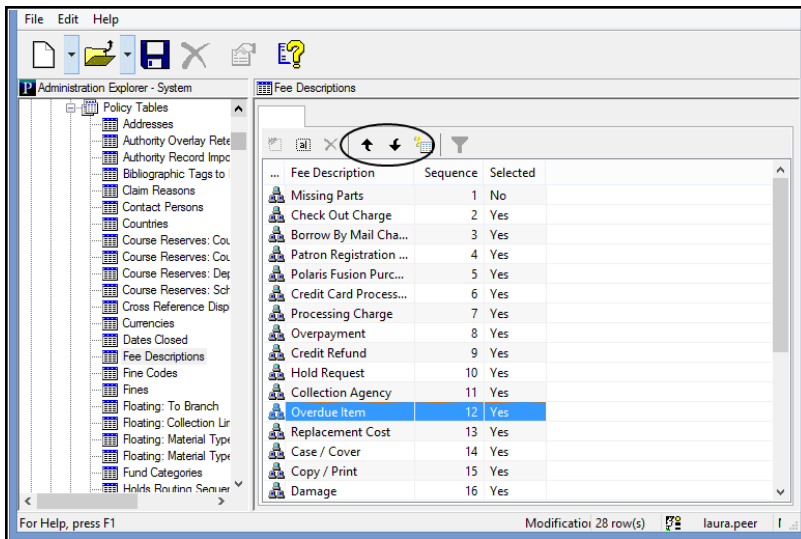 File Edit Help
Administration Explorer - System
Fee Descriptions
Policy Tables
Addresses
Authority Overlay Rete
Authority Record Impc
Bibliographic Tags to
Claim Reasons
Contact Persons
Countries
Course Reserves: Cou
Course Reserves: Cou
Course Reserves: Dep
Course Reserves: Sch
Cross Reference Disp
Currencies
Dates Closed
Fee Descriptions
Fine Codes
Fines
Floating: To Branch
Floating: Collection Lir
Floating: Material Type
Floating: Material Type
Fund Categories
Holds Routing Sequer
... Fee Description Sequence Selected
Missing Parts 1 No
Check Out Charge 2 Yes
Borrow By Mail Cha... 3 Yes
Patron Registration ... 4 Yes
Polaris Fusion Purc... 5 Yes
Credit Card Process... 6 Yes
Processing Charge 7 Yes
Overpayment 8 Yes
Credit Refund 9 Yes
Hold Request 10 Yes
Collection Agency 11 Yes
Overdue Item 12 Yes
Replacement Cost 13 Yes
Case / Cover 14 Yes
Copy / Print 15 Yes
Damage 16 Yes
For Help, press F1 Modificatio 28 row(s) laura.peer